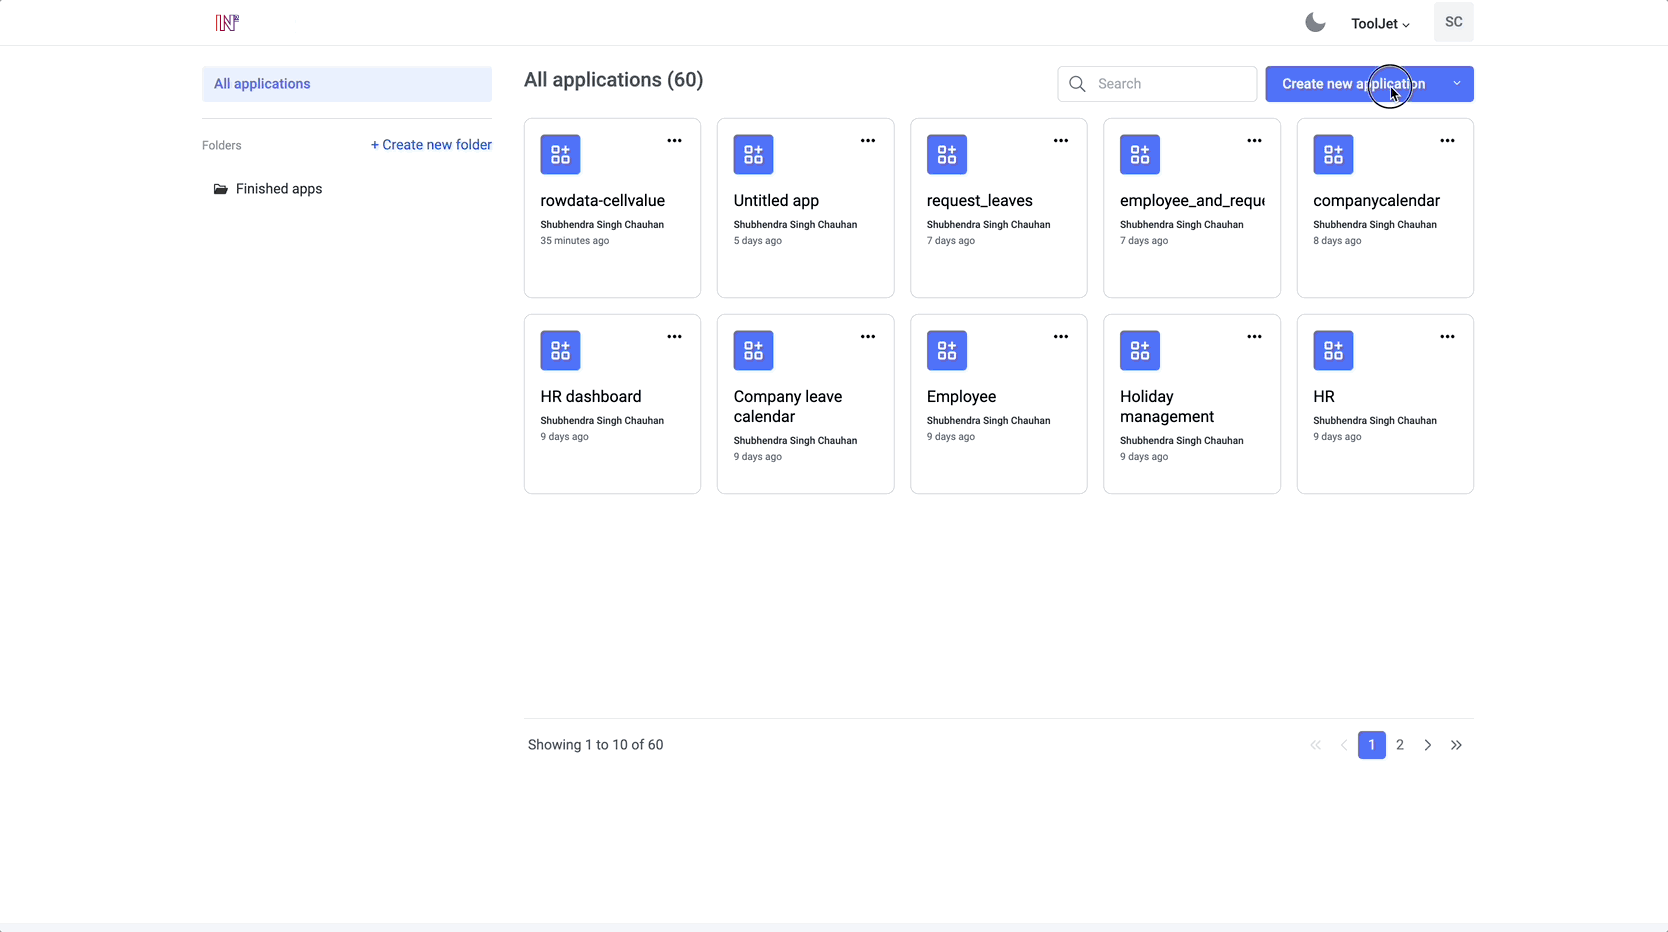 IN²
ToolJet
SC
All applications
Folders
+ Create new folder
Finished apps
All applications (60)
Search
Create new application
rowdata-cellvalue
Shubhendra Singh Chauhan
35 minutes ago
Untitled app
Shubhendra Singh Chauhan
5 days ago
request_leaves
Shubhendra Singh Chauhan
7 days ago
employee_and_reque
Shubhendra Singh Chauhan
7 days ago
companycalendar
Shubhendra Singh Chauhan
8 days ago
HR dashboard
Shubhendra Singh Chauhan
9 days ago
Company leave
calendar
Shubhendra Singh Chauhan
9 days ago
Employee
Shubhendra Singh Chauhan
9 days ago
Holiday
management
Shubhendra Singh Chauhan
9 days ago
HR
Shubhendra Singh Chauhan
9 days ago
Showing 1 to 10 of 60
1 2